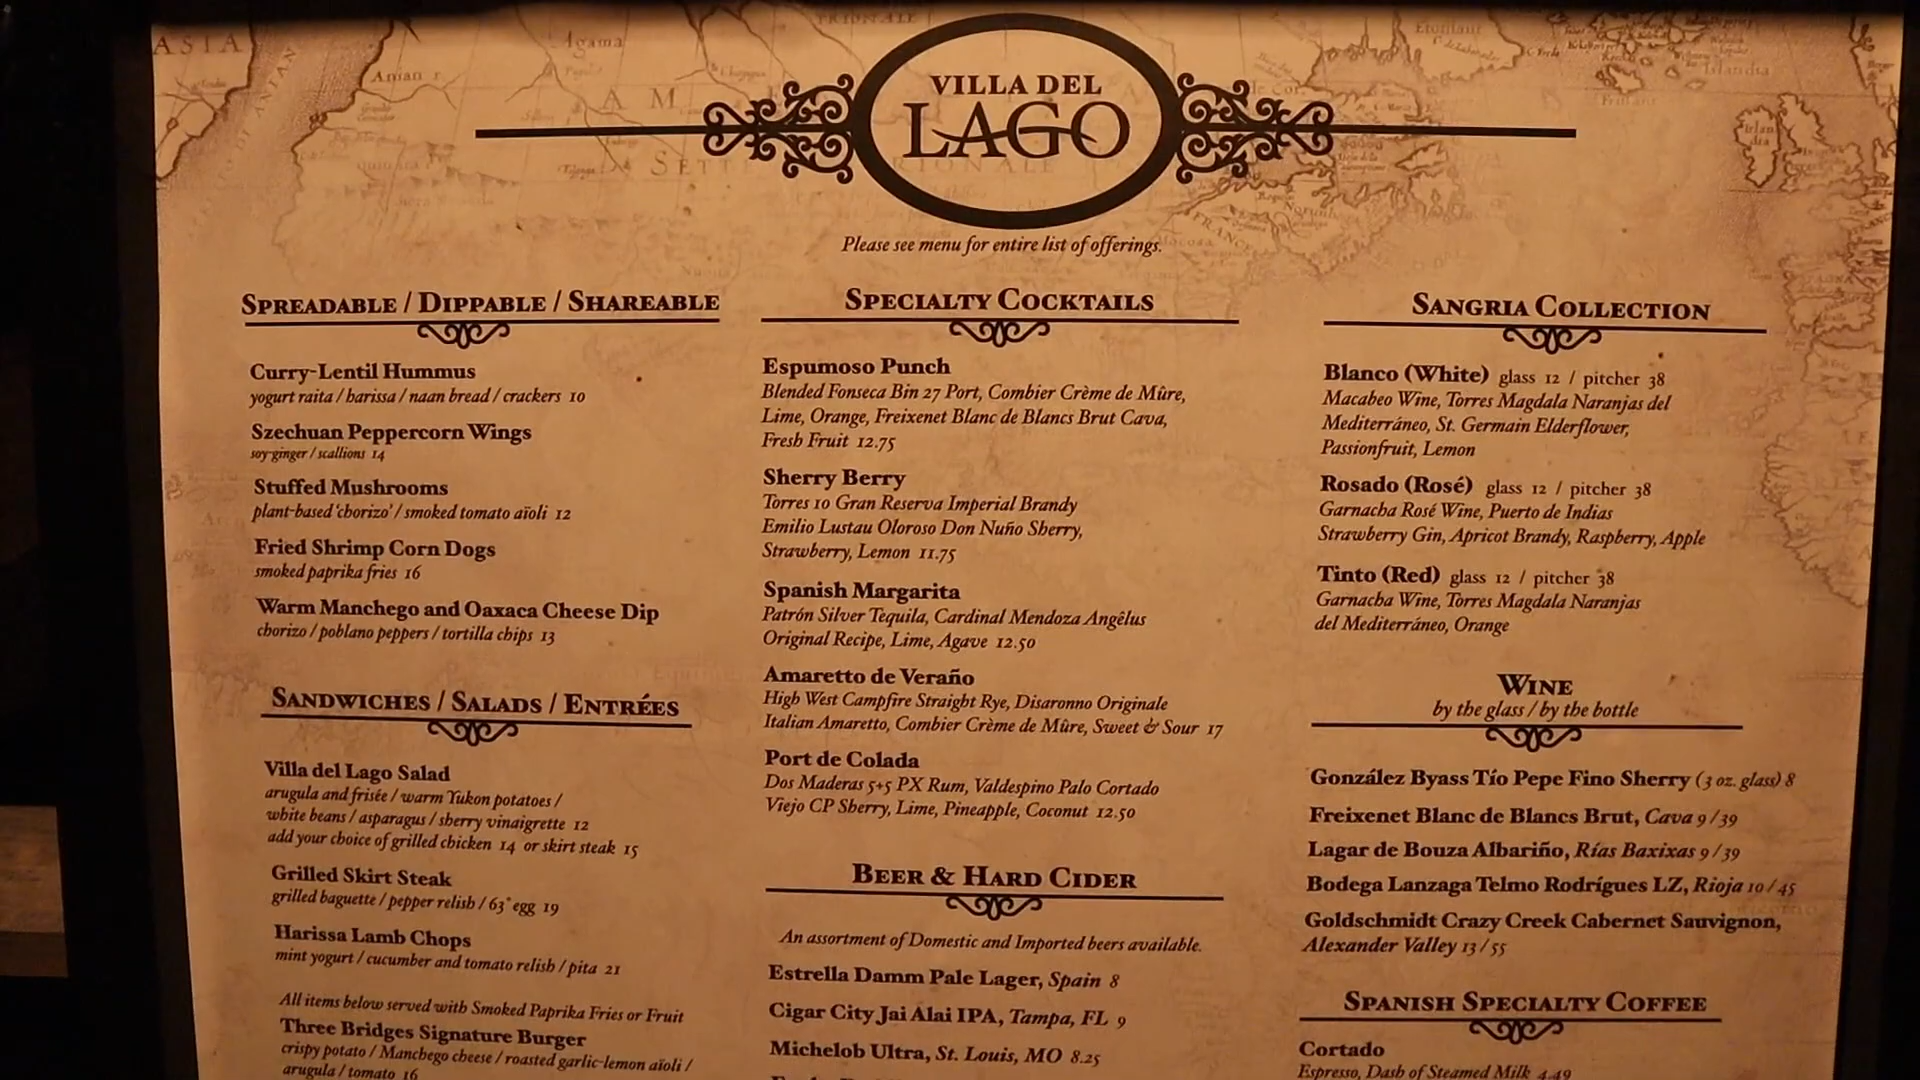 VILLA DEL
LAGO
Please see menu for entire list of offerings.
SPREADABLE / DIPPABLE / SHAREABLE
Curry-Lentil Hummus
yogurt raita / harissa / naan bread / crackers 10
Szechuan Peppercorn Wings
soy-ginger / scallions 14
Stuffed Mushrooms
plant-based 'chorizo' / smoked tomato aïoli 12
Fried Shrimp Corn Dogs
smoked paprika fries 16
Warm Manchego and Oaxaca Cheese Dip
chorizo / poblano peppers / tortilla chips 13
SANDWICHES / SALADS / ENTRÉES
Villa del Lago Salad
arugula and frisée / warm Yukon potatoes /
white beans / asparagus / sherry vinaigrette 12
add your choice of grilled chicken 14 or skirt steak 15
Grilled Skirt Steak
grilled baguette / pepper relish / 63° egg 19
Harissa Lamb Chops
mint yogurt / cucumber and tomato relish / pita 21
All items below served with Smoked Paprika Fries or Fruit
Three Bridges Signature Burger
crispy potato / Manchego cheese / roasted garlic-lemon aïoli /
arugula / tomato 16
SPECIALTY COCKTAILS
Espumoso Punch
Blended Fonseca Bin 27 Port, Combier Crème de Mûre,
Lime, Orange, Freixenet Blanc de Blancs Brut Cava,
Fresh Fruit 12.75
Sherry Berry
Torres 10 Gran Reserva Imperial Brandy
Emilio Lustau Oloroso Don Nuño Sherry,
Strawberry, Lemon 11.75
Spanish Margarita
Patrón Silver Tequila, Cardinal Mendoza Angêlus
Original Recipe, Lime, Agave 12.50
Amaretto de Veraño
High West Campfire Straight Rye, Disaronno Originale
Italian Amaretto, Combier Crème de Mûre, Sweet & Sour 17
Port de Colada
Dos Maderas 5+5 PX Rum, Valdespino Palo Cortado
Viejo CP Sherry, Lime, Pineapple, Coconut 12.50
BEER & HARD CIDER
An assortment of Domestic and Imported beers available.
Estrella Damm Pale Lager, Spain 8
Cigar City Jai Alai IPA, Tampa, FL 9
Michelob Ultra, St. Louis, MO 8.25
SANGRIA COLLECTION
Blanco (White) glass 12 / pitcher 38
Macabeo Wine, Torres Magdala Naranjas del
Mediterráneo, St. Germain Elderflower,
Passionfruit, Lemon
Rosado (Rosé) glass 12 / pitcher 38
Garnacha Rosé Wine, Puerto de Indias
Strawberry Gin, Apricot Brandy, Raspberry, Apple
Tinto (Red) glass 12 / pitcher 38
Garnacha Wine, Torres Magdala Naranjas
del Mediterráneo, Orange
WINE
by the glass / by the bottle
González Byass Tío Pepe Fino Sherry (3 oz. glass) 8
Freixenet Blanc de Blancs Brut, Cava 9 / 39
Lagar de Bouza Albariño, Rías Baxixas 9 / 39
Bodega Lanzaga Telmo Rodrígues LZ, Rioja 10 / 45
Goldschmidt Crazy Creek Cabernet Sauvignon,
Alexander Valley 13 / 55
SPANISH SPECIALTY COFFEE
Cortado
Espresso, Dash of Steamed Milk 4.49
ASIA
Agama
Anian